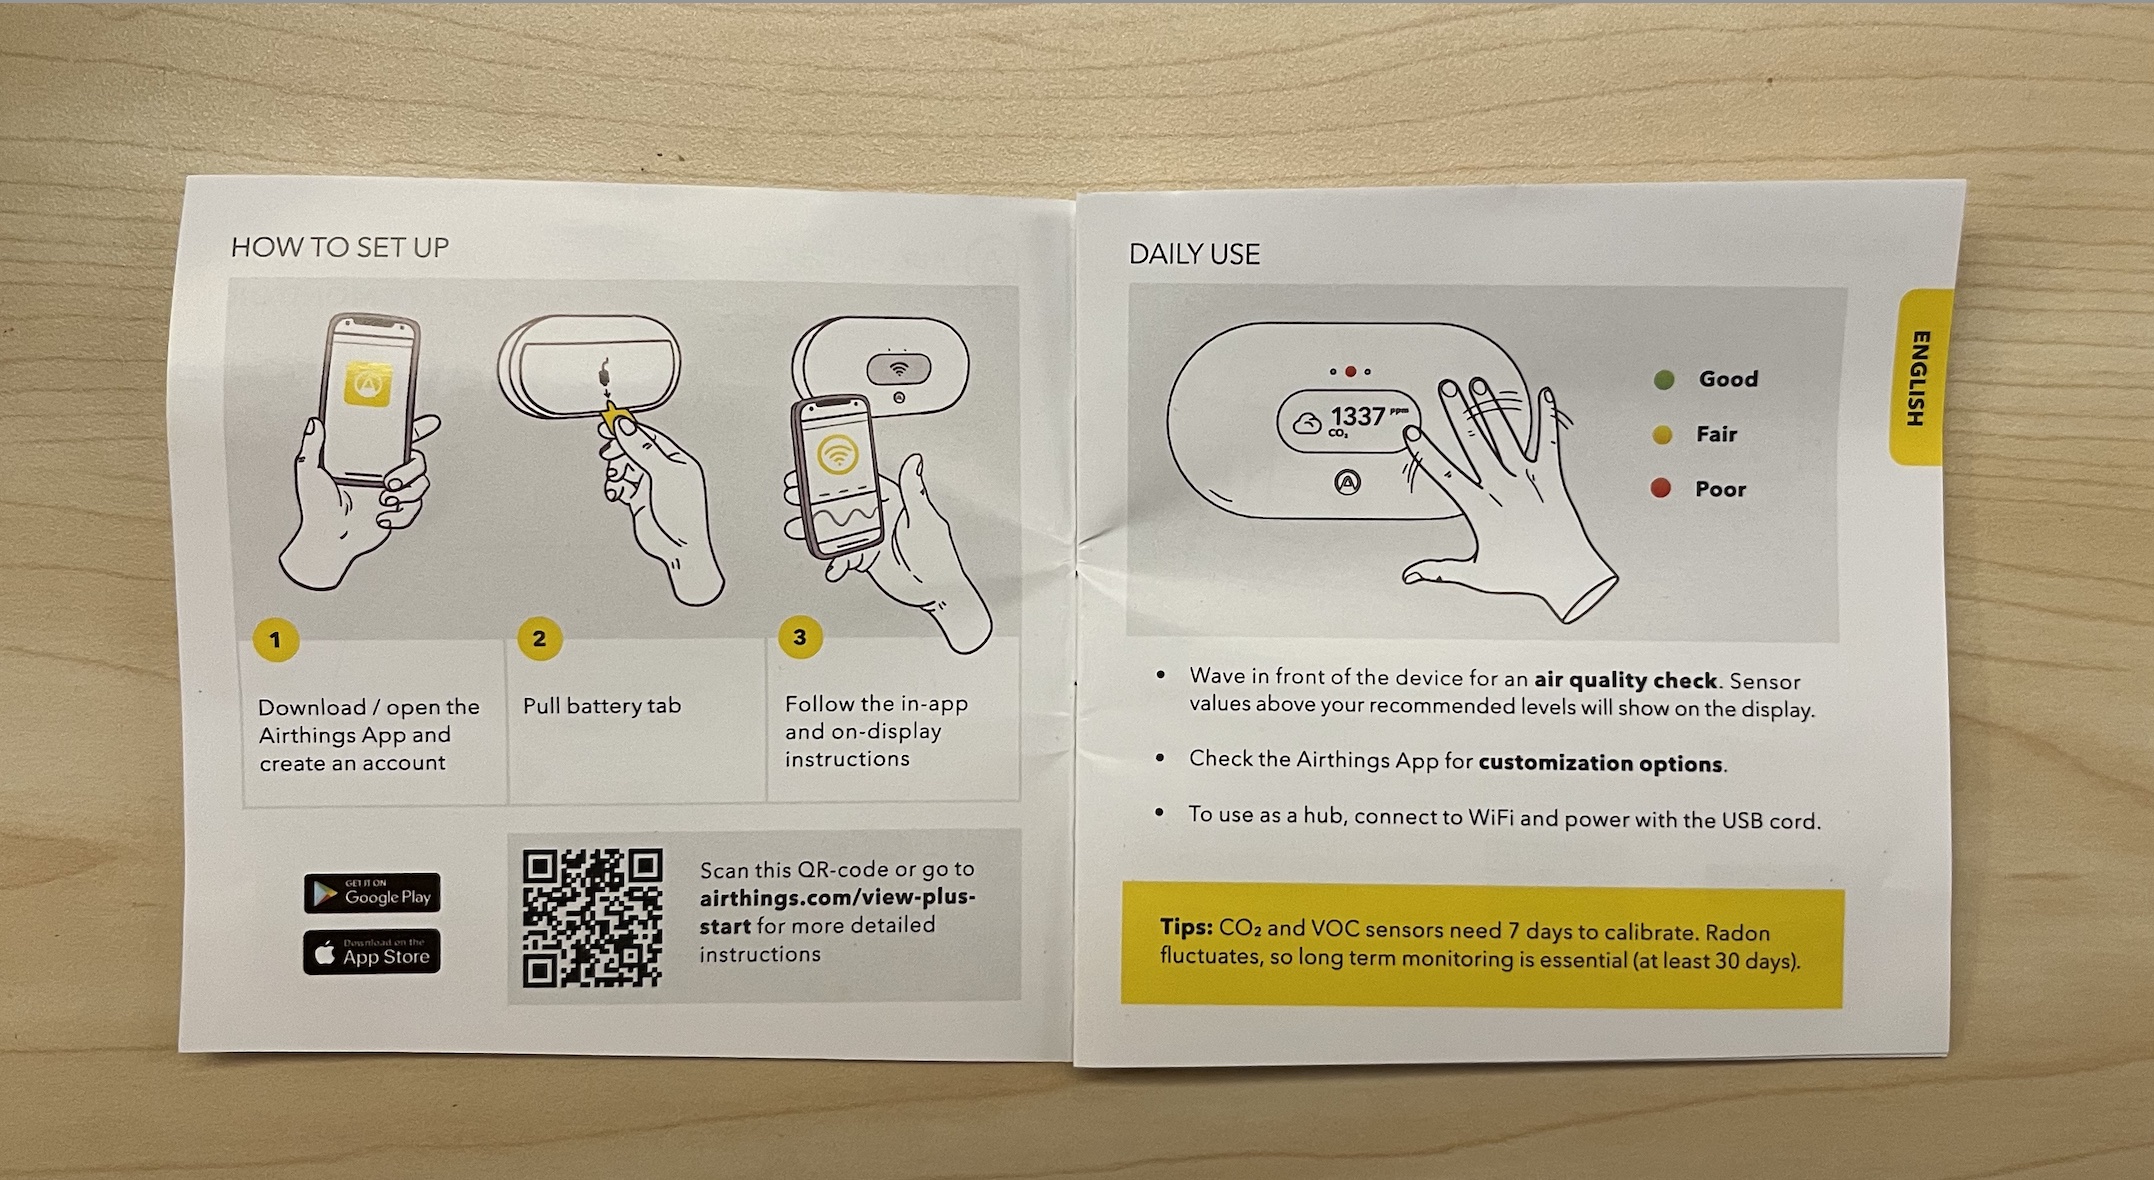 HOW TO SET UP
1
Download / open the
Airthings App and
create an account
2
Pull battery tab
3
Follow the in-app
and on-display
instructions
GET IT ON
Google Play
Download on the
App Store
Scan this QR-code or go to
airthings.com/view-plus-
start for more detailed
instructions
DAILY USE
1337 ppm
CO₂
Good
Fair
Poor
ENGLISH
• Wave in front of the device for an air quality check. Sensor
values above your recommended levels will show on the display.
• Check the Airthings App for customization options.
• To use as a hub, connect to WiFi and power with the USB cord.
Tips: CO₂ and VOC sensors need 7 days to calibrate. Radon
fluctuates, so long term monitoring is essential (at least 30 days).